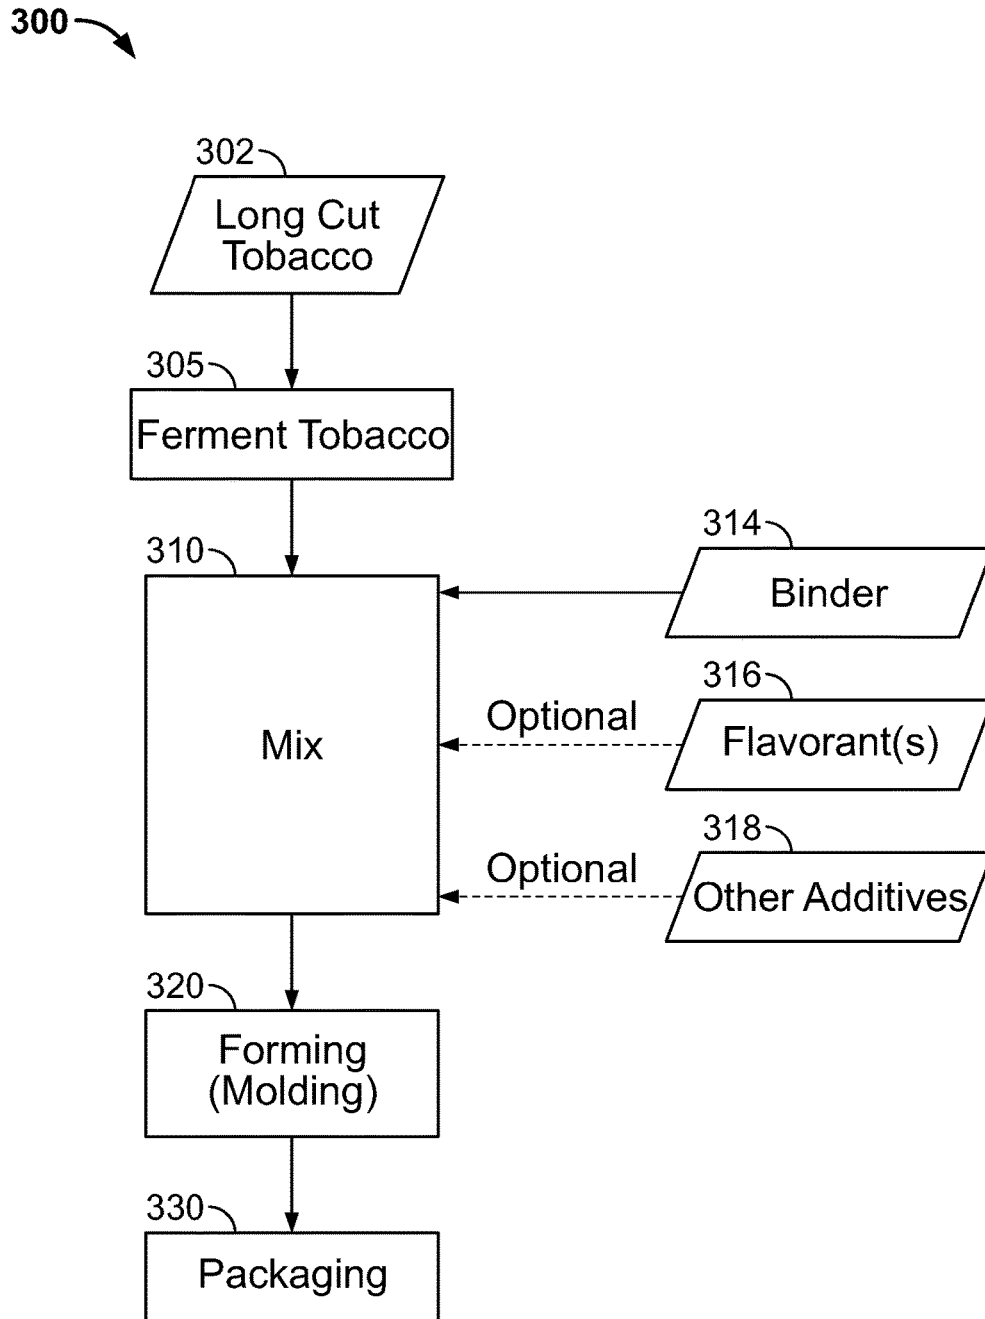 300
302
Long Cut
Tobacco
305
Ferment Tobacco
310
Mix
314
Binder
Optional
316
Flavorant(s)
Optional
318
Other Additives
320
Forming
(Molding)
330
Packaging